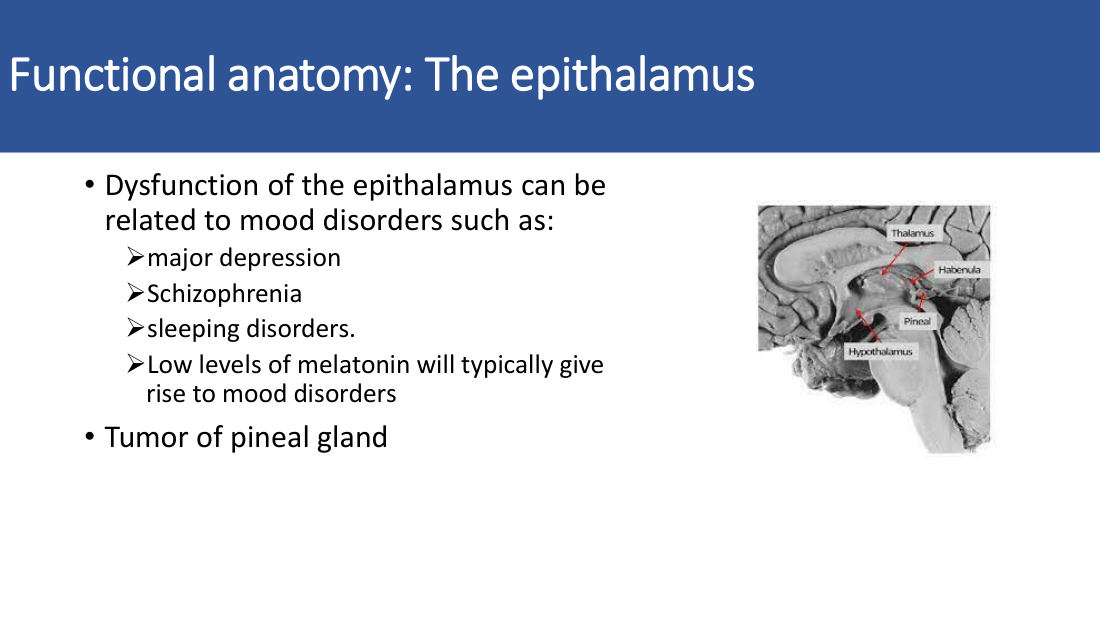 Functional anatomy: The epithalamus
• Dysfunction of the epithalamus can be
related to mood disorders such as:
➢major depression
➢Schizophrenia
➢sleeping disorders.
➢Low levels of melatonin will typically give
rise to mood disorders
• Tumor of pineal gland
Thalamus
Habenula
Pineal
Hypothalamus